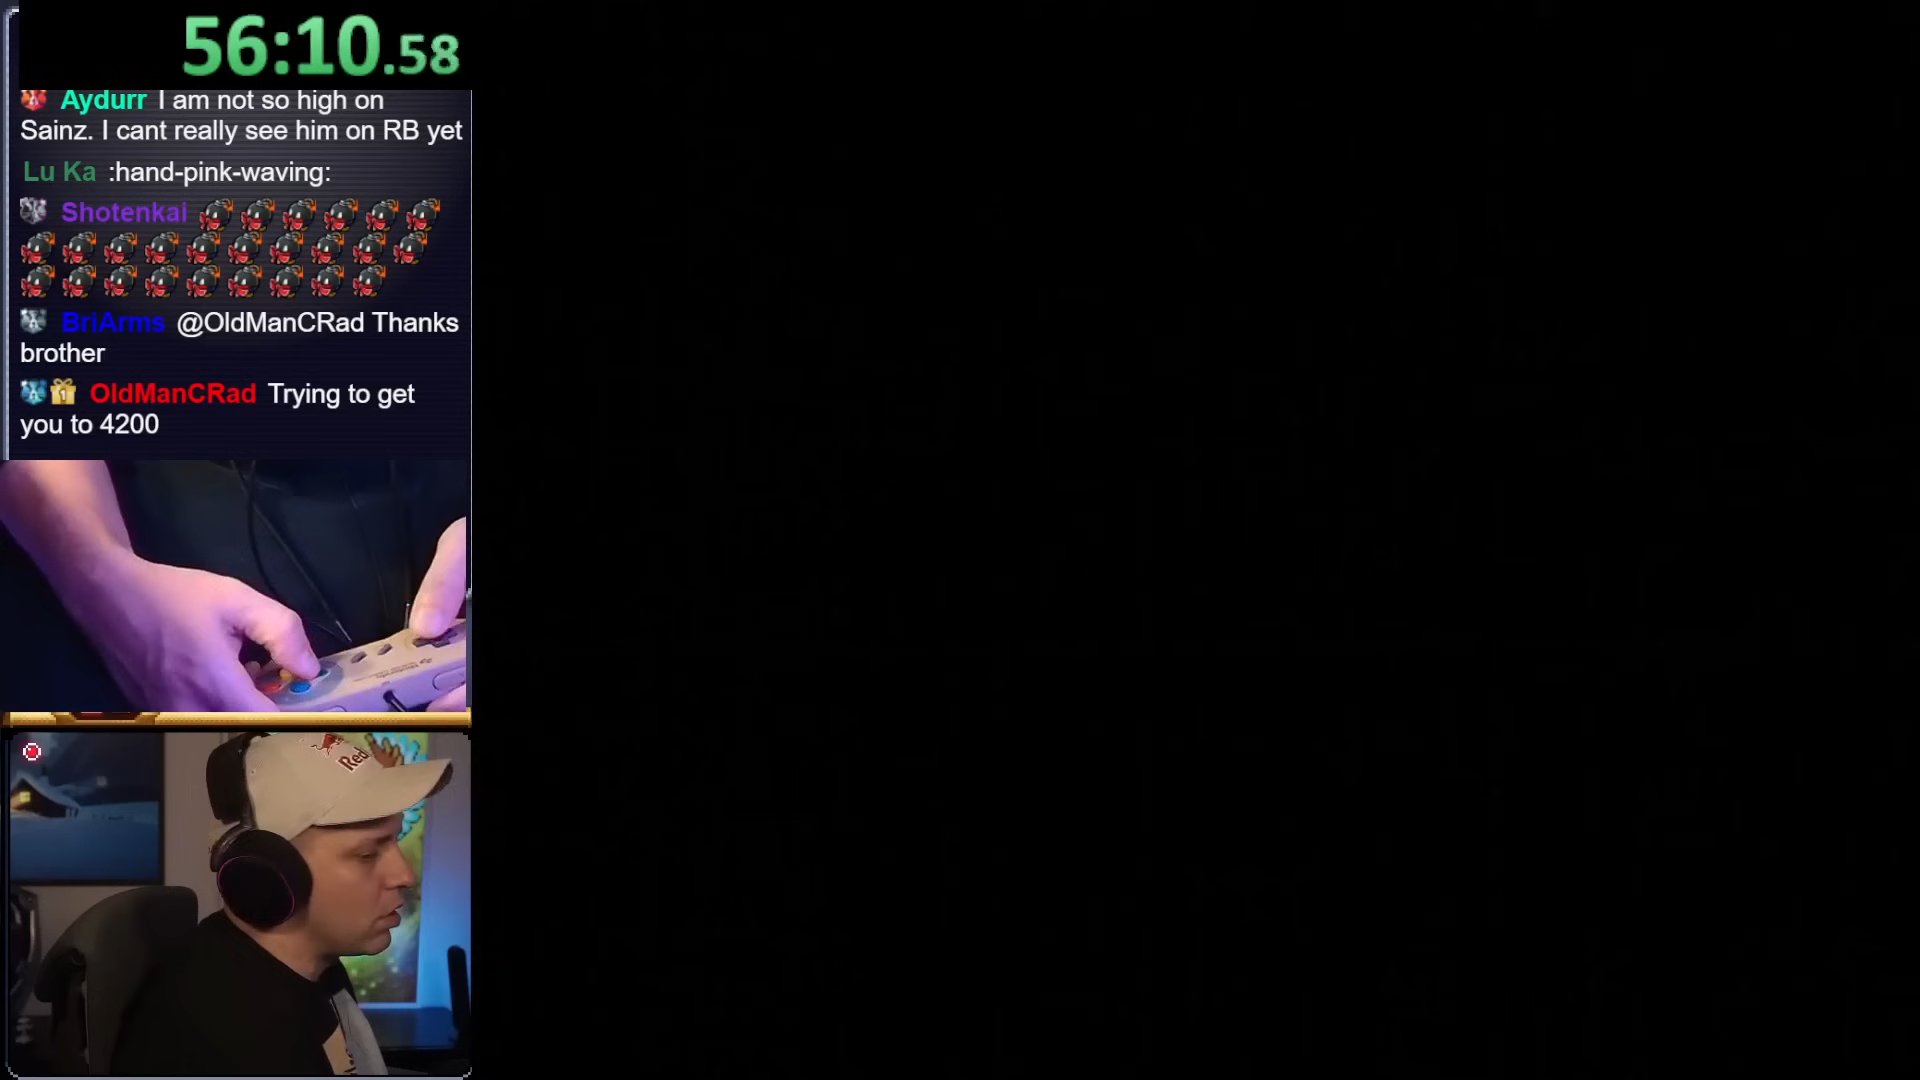 56:10.58
Aydurr I am not so high on
Sainz. I cant really see him on RB yet
Lu Ka :hand-pink-waving:
Shotenkai
BriArms @OldManCRad Thanks
brother
OldManCRad Trying to get
you to 4200
Red